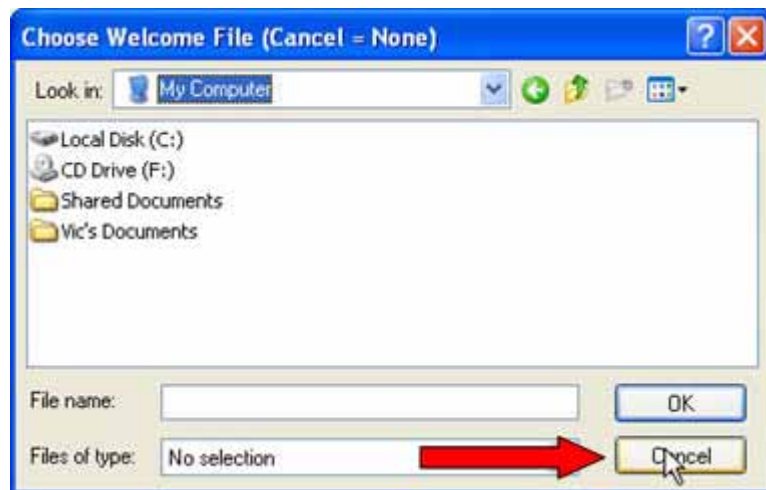 Choose Welcome File (Cancel = None)
?
Look in: My Computer
Local Disk (C:)
CD Drive (F:)
Shared Documents
Vic's Documents
File name:
OK
Files of type: No selection
Cancel